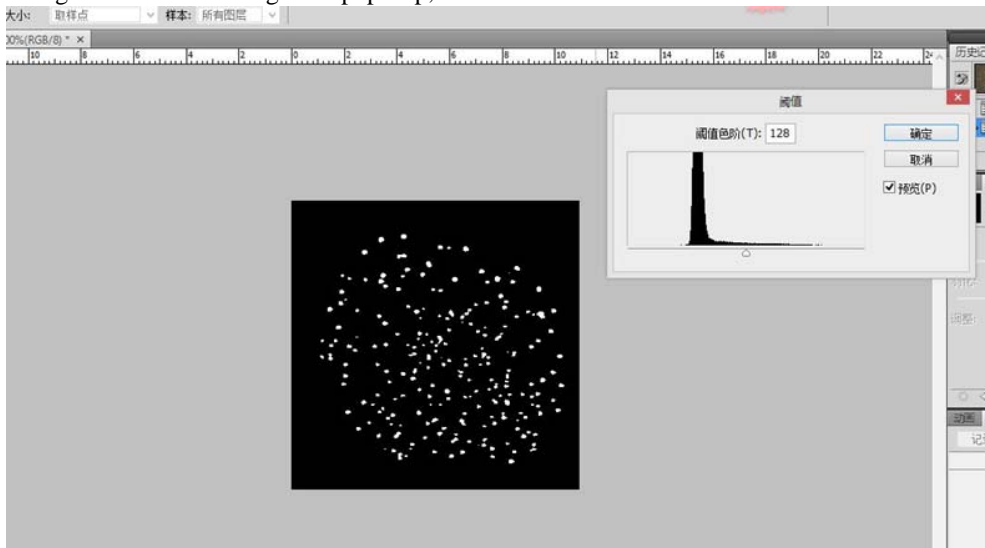 大小: 取样点 样本: 所有图层
00%(RGB/8) * ×
10 8 6 4 2 0 2 4 6 8 10 12 14 16 18 20 22 24
历史记
阈值
阈值色阶(T): 128
确定
取消
预览(P)
调整:
动画